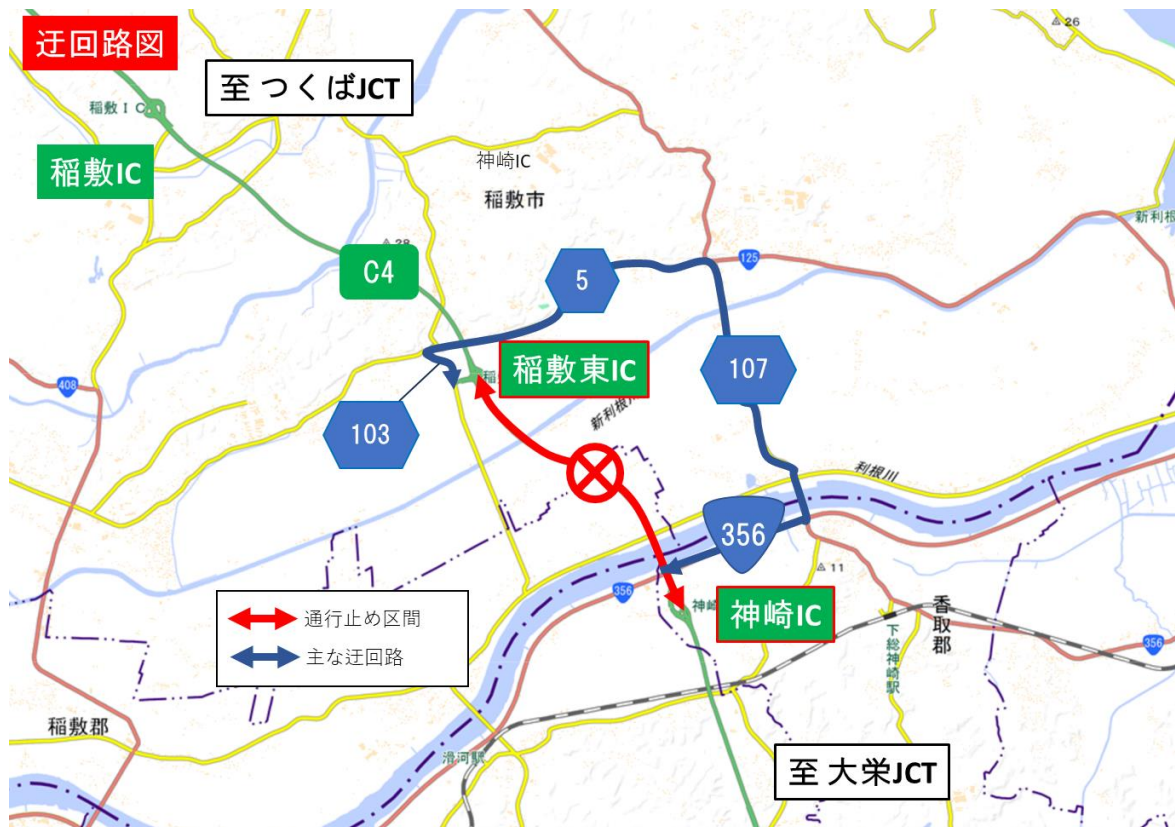 迂回路図
至 つくばJCT
26
稲敷ＩＣ
稲敷IC
神崎IC
稲敷市
新利根
28
C4
5
125
稲敷東IC
稲
107
408
103
新利根川
利根川
356
11
356
神崎
神崎IC
香取郡
下総神崎駅
356
通行止め区間
主な迂回路
稲敷郡
滑河駅
至 大栄JCT